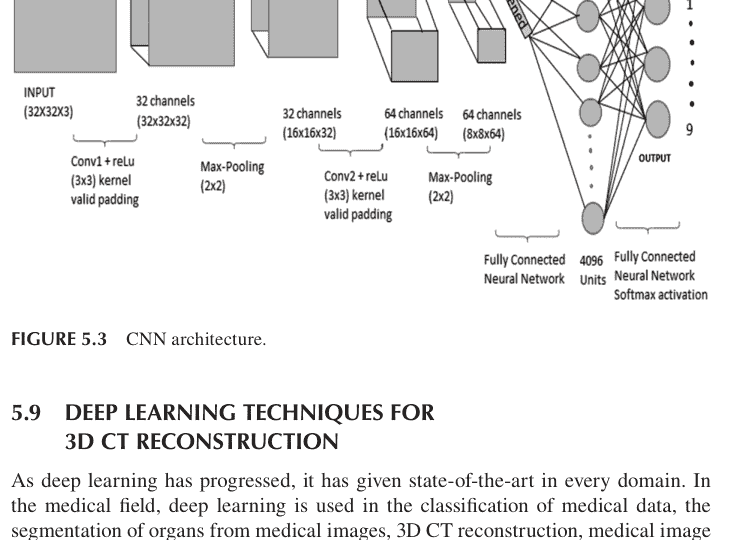 1
9
OUTPUT
INPUT
(32X32X3)
32 channels
(32x32x32)
32 channels
(16x16x32)
64 channels
(16x16x64)
64 channels
(8x8x64)
Conv1 + reLu
(3x3) kernel
valid padding
Max-Pooling
(2x2)
Conv2 + reLu
(3x3) kernel
valid padding
Max-Pooling
(2x2)
Fully Connected
Neural Network
4096
Units
Fully Connected
Neural Network
Softmax activation
FIGURE 5.3 CNN architecture.
5.9 DEEP LEARNING TECHNIQUES FOR
3D CT RECONSTRUCTION
As deep learning has progressed, it has given state-of-the-art in every domain. In
the medical field, deep learning is used in the classification of medical data, the
segmentation of organs from medical images, 3D CT reconstruction, medical image